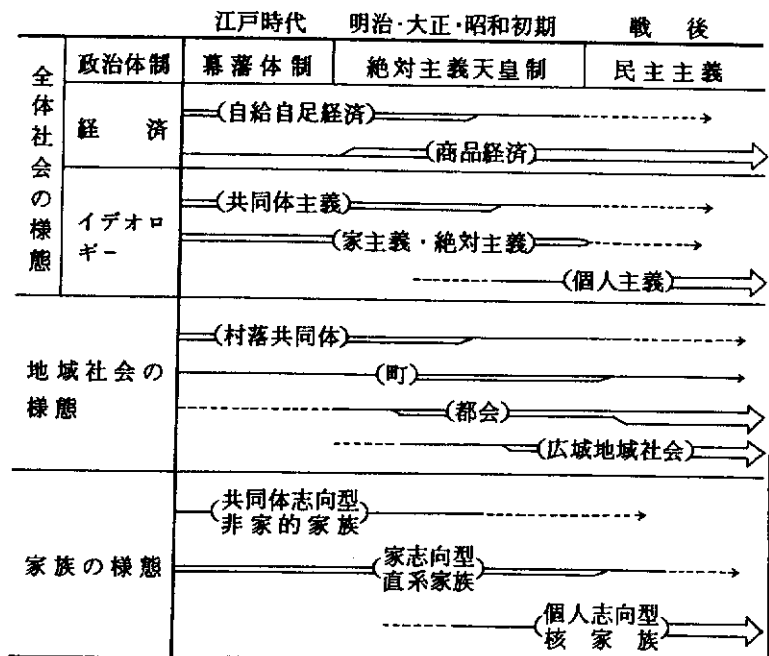 江戸時代 明治・大正・昭和初期 戦後
全体社会の様態
政治体制 幕藩体制 絶対主義天皇制 民主主義
経済
(自給自足経済)
(商品経済)
イデオロギー
(共同体主義)
(家主義・絶対主義)
(個人主義)
地域社会の
様態
(村落共同体)
(町)
(都会)
(広域地域社会)
家族の様態
(共同体志向型
非家的家族)
(家志向型
直系家族)
(個人志向型
核家族)